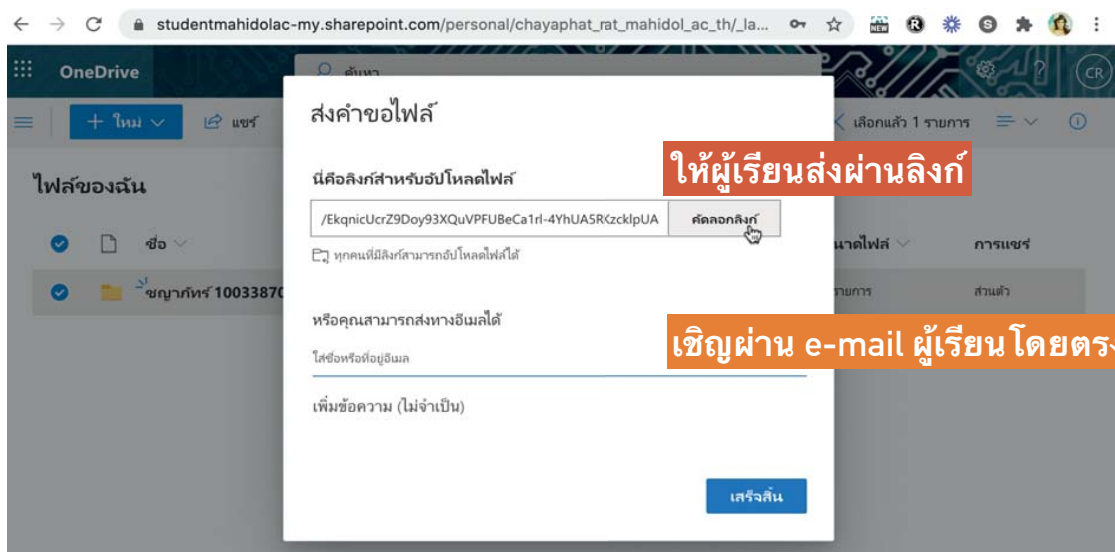 studentmahidolac-my.sharepoint.com/personal/chayaphat_rat_mahidol_ac_th/_la...
NEW R S
OneDrive
ค้นหา
CR
+ ใหม่
แชร์
เลือกแล้ว 1 รายการ
ส่งคำขอไฟล์
ไฟล์ของฉัน
นี่คือลิงก์สำหรับอัปโหลดไฟล์
ให้ผู้เรียนส่งผ่านลิงก์
/EkqnicUcrZ9Doy93XQuVPFUBeCa1rl-4YhUA5RKzckIpUA
คัดลอกลิงก์
ชื่อ
นาดไฟล์
การแชร์
ทุกคนที่มีลิงก์สามารถอัปโหลดไฟล์ได้
ชญาภัทร์ 10033870
รายการ
ส่วนตัว
หรือคุณสามารถส่งทางอีเมลได้
เชิญผ่าน e-mail ผู้เรียนโดยตรง
ใส่ชื่อหรือที่อยู่อีเมล
เพิ่มข้อความ (ไม่จำเป็น)
เสร็จสิ้น